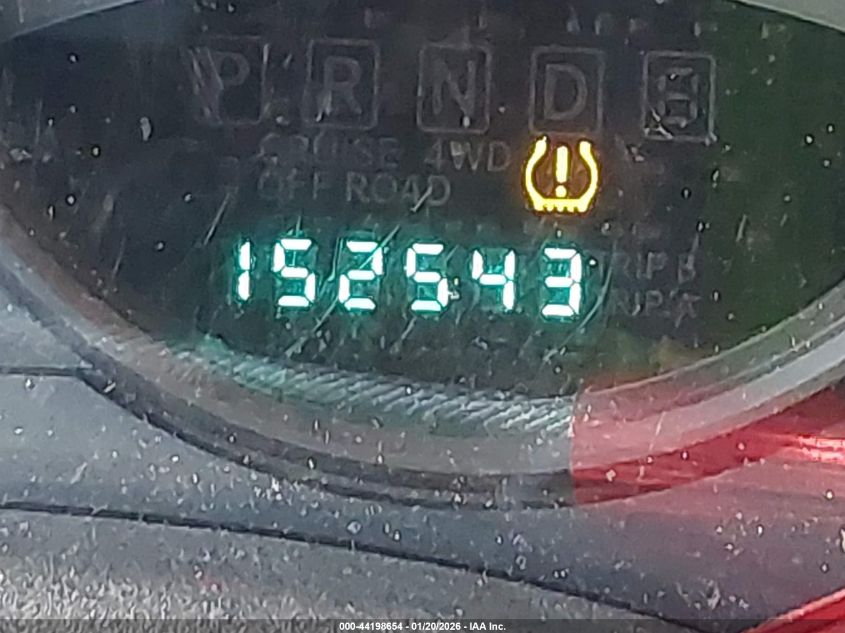 P R N D
CRUISE 4WD
OFF ROAD
152543
TRIP B
TRIP A
000-44198654 - 01/20/2026 - IAA Inc.